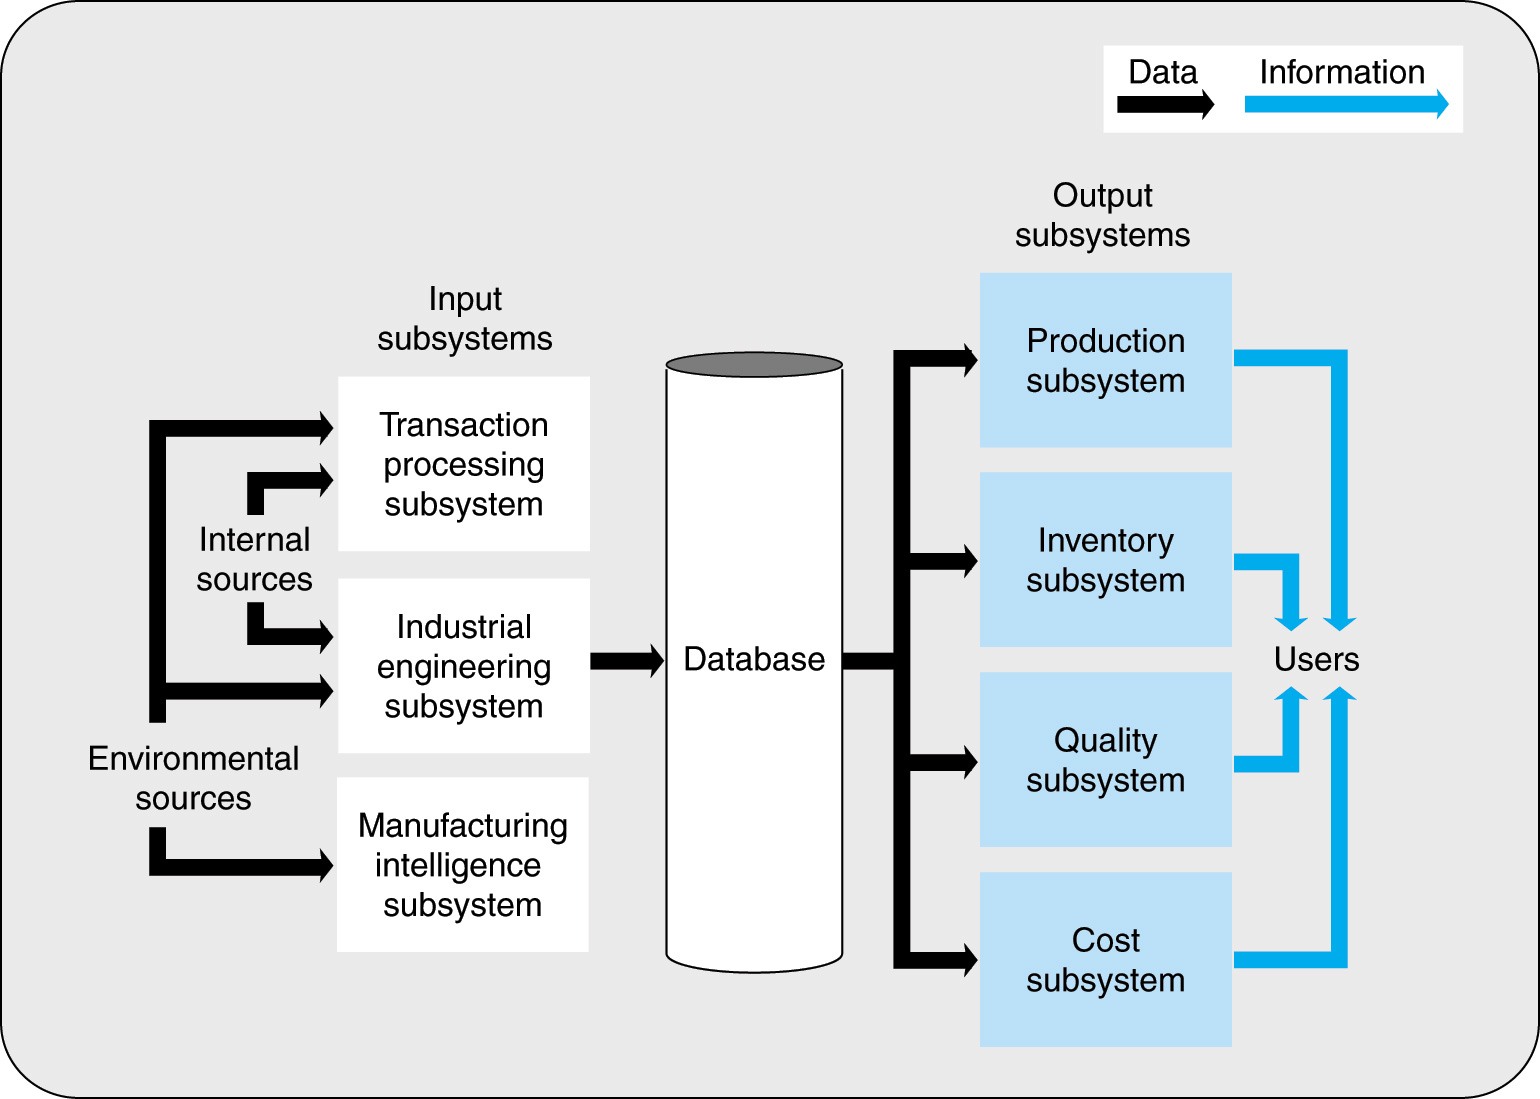 Data
Information
Output
subsystems
Input
subsystems
Production
subsystem
Transaction
processing
subsystem
Internal
sources
Inventory
subsystem
Industrial
engineering
subsystem
Database
Users
Environmental
sources
Quality
subsystem
Manufacturing
intelligence
subsystem
Cost
subsystem